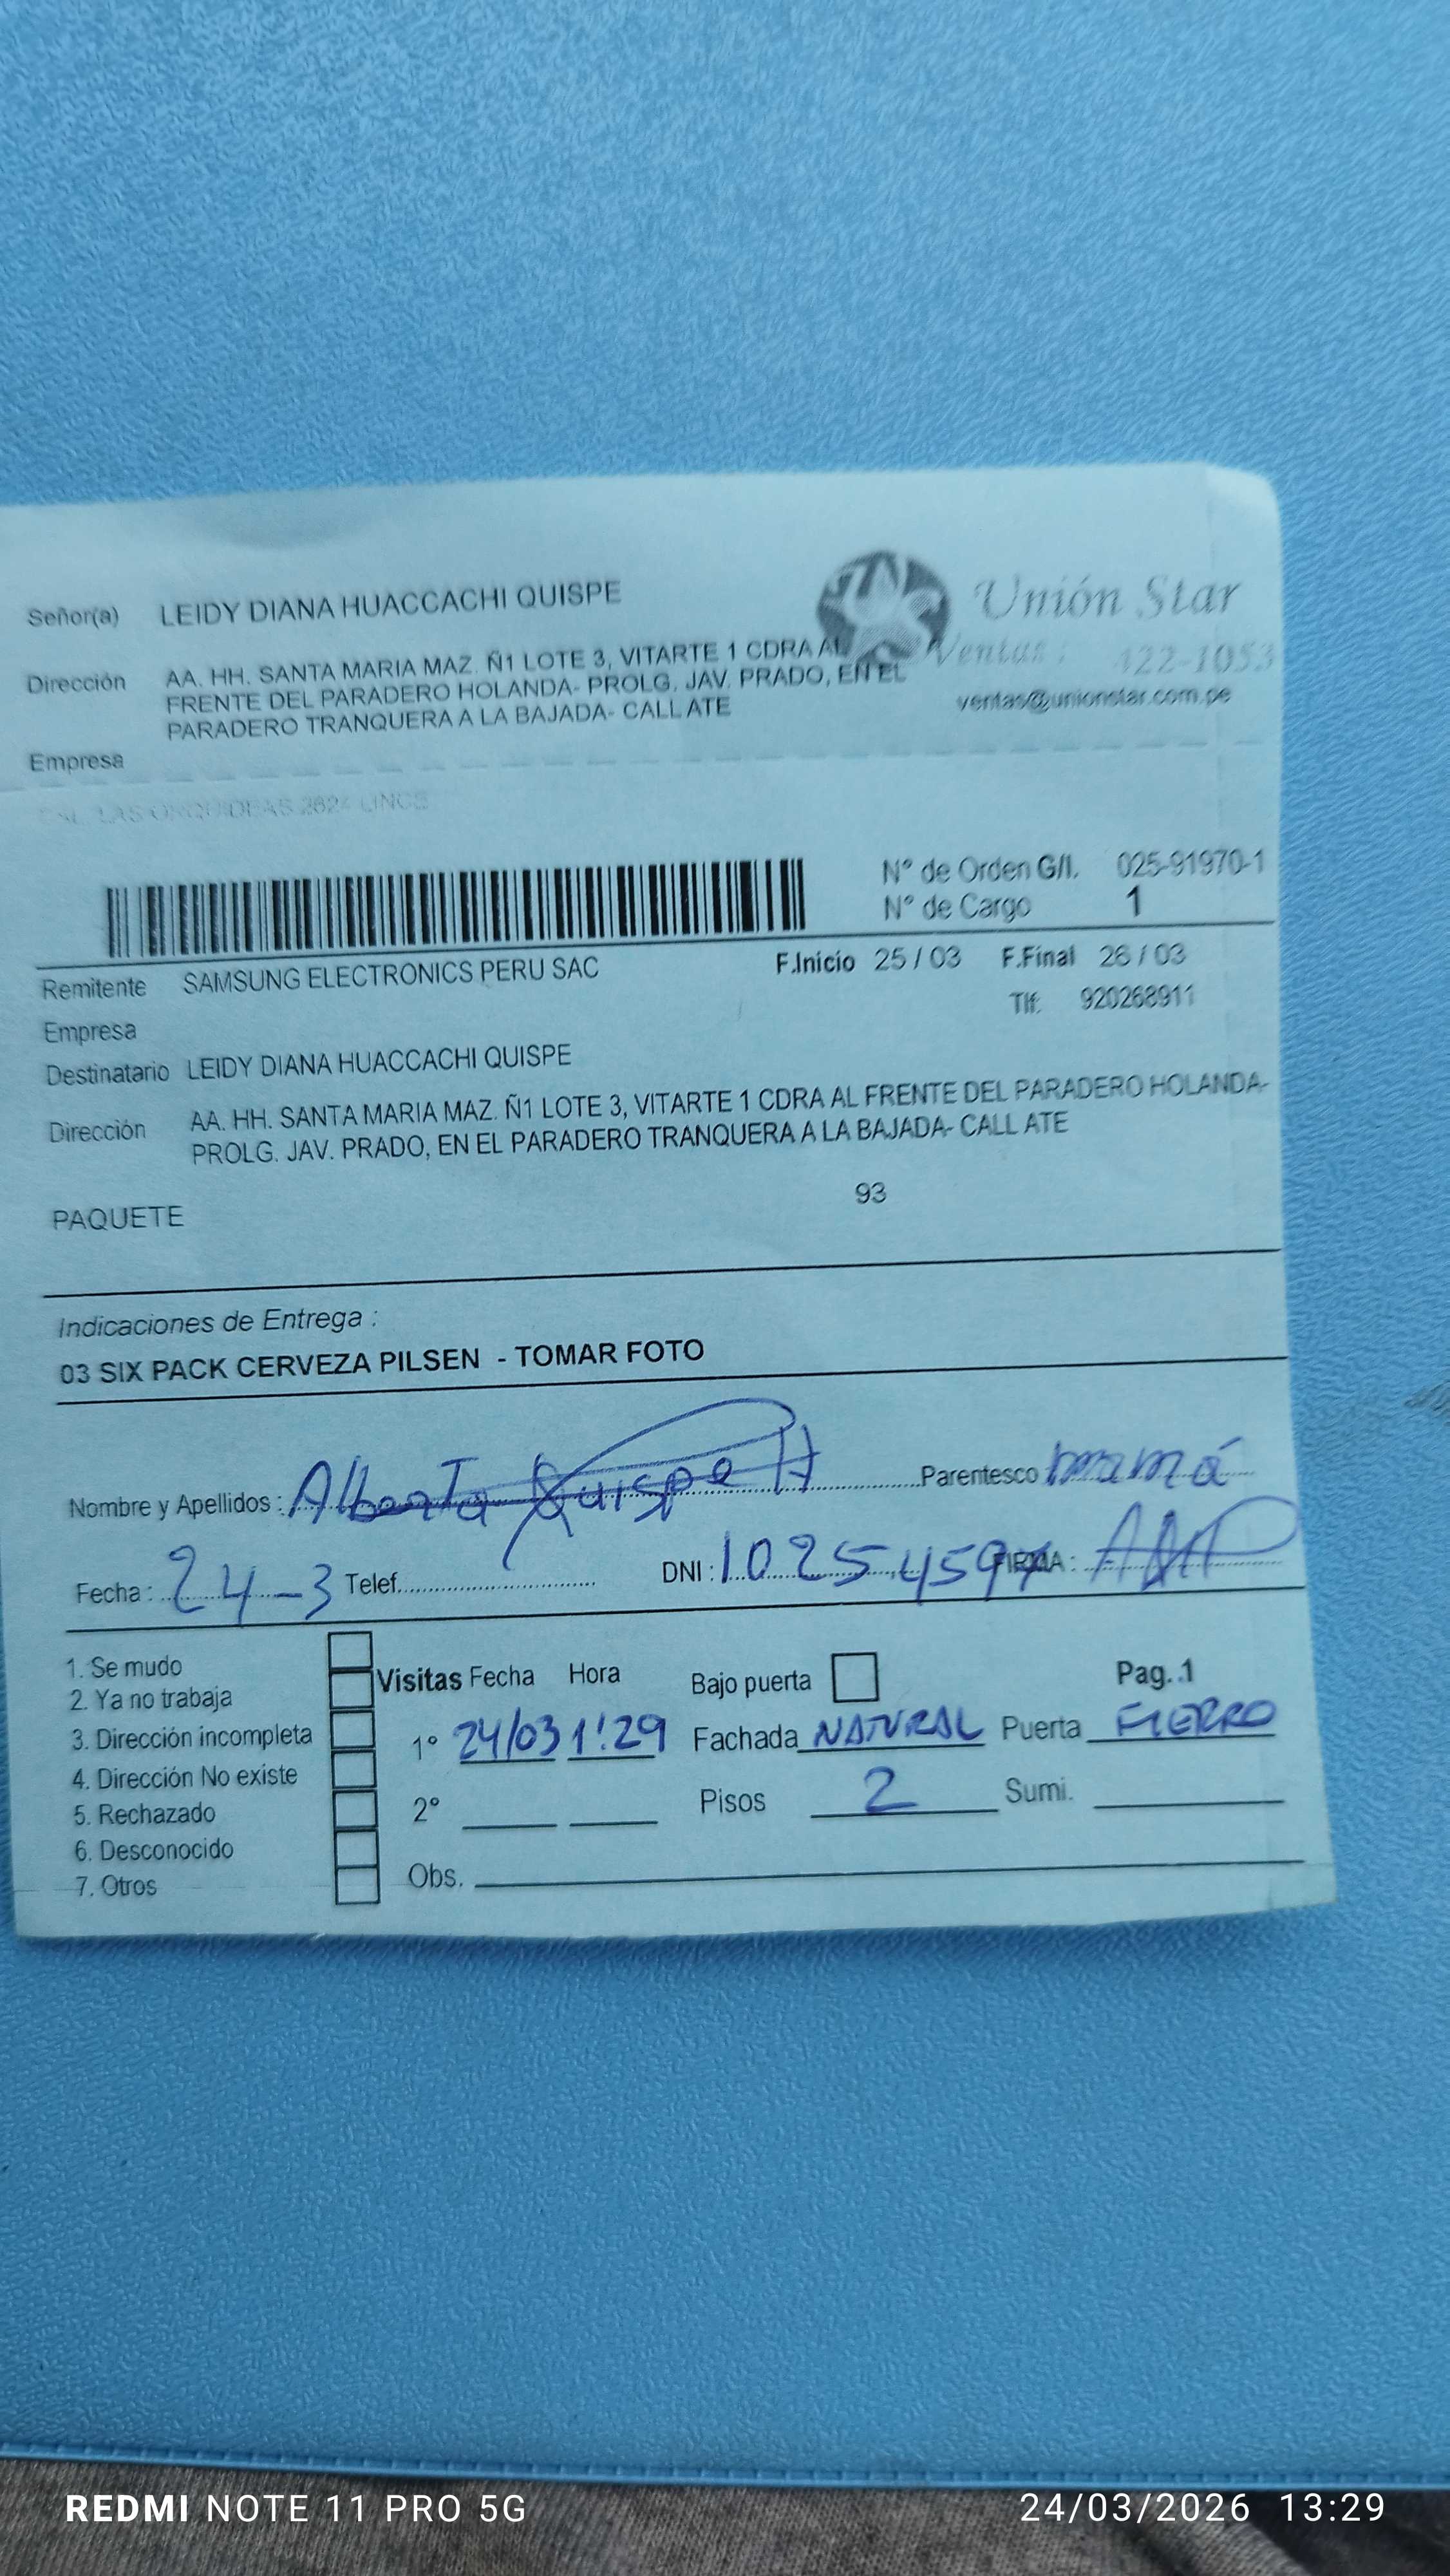 Señor(a) LEIDY DIANA HUACCACHI QUISPE
Unión Star
Ventas : 422-1053
ventas@unionstar.com.pe
Dirección AA. HH. SANTA MARIA MAZ. Ñ1 LOTE 3, VITARTE 1 CDRA AL
FRENTE DEL PARADERO HOLANDA- PROLG. JAV. PRADO, EN EL
PARADERO TRANQUERA A LA BAJADA- CALL ATE
Empresa
CAL. LAS ORQUIDEAS 262 LINCE
N° de Orden G/I. 025-91970-1
N° de Cargo 1
Remitente SAMSUNG ELECTRONICS PERU SAC F.Inicio 25 / 03 F.Final 26 / 03
Tlf: 920268911
Empresa
Destinatario LEIDY DIANA HUACCACHI QUISPE
Dirección AA. HH. SANTA MARIA MAZ. Ñ1 LOTE 3, VITARTE 1 CDRA AL FRENTE DEL PARADERO HOLANDA-
PROLG. JAV. PRADO, EN EL PARADERO TRANQUERA A LA BAJADA- CALL ATE
93
PAQUETE
Indicaciones de Entrega :
03 SIX PACK CERVEZA PILSEN - TOMAR FOTO
Nombre y Apellidos : Alberta Quispe H Parentesco mamá
Fecha : 24-3 Telef. DNI : 10254597 FIRMA :
1. Se mudo
2. Ya no trabaja
3. Dirección incompleta
4. Dirección No existe
5. Rechazado
6. Desconocido
7. Otros
Visitas Fecha Hora Bajo puerta Pag. 1
1° 24/03 1:29 Fachada NATURAL Puerta FIERRO
2° Pisos 2 Sumi.
Obs.
REDMI NOTE 11 PRO 5G 24/03/2026 13:29